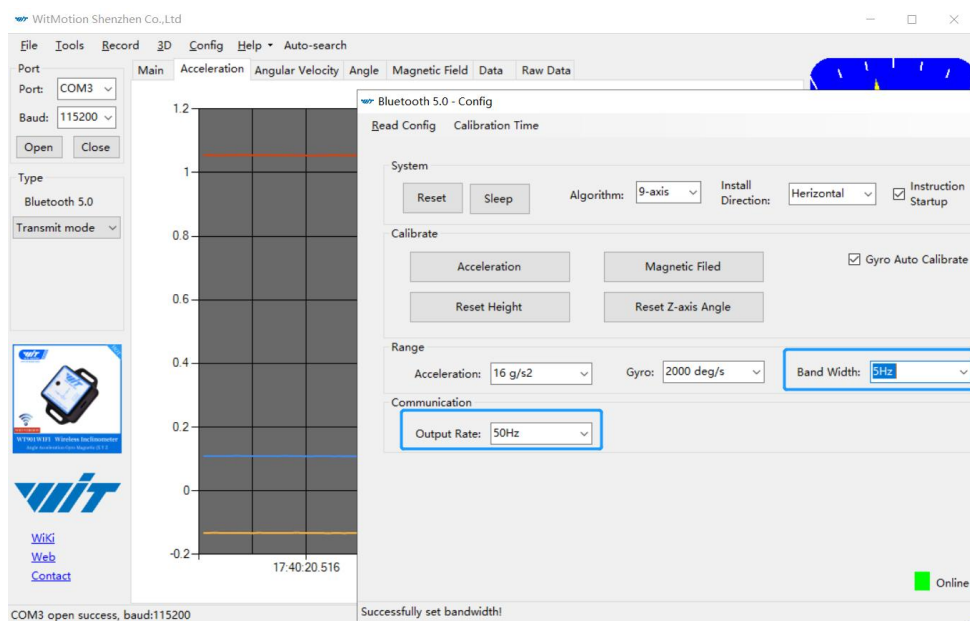 WitMotion Shenzhen Co.,Ltd
File Tools Record 3D Config Help Auto-search
Port
Port: COM3
Baud: 115200
Open Close
Type
Bluetooth 5.0
Transmit mode
WIT
WT901WIFI Wireless Inclinometer
WIT
WiKi
Web
Contact
COM3 open success, baud:115200
Main Acceleration Angular Velocity Angle Magnetic Field Data Raw Data
1.2
1
0.8
0.6
0.4
0.2
0
-0.2
17:40:20.516
Bluetooth 5.0 - Config
Read Config Calibration Time
System
Reset Sleep Algorithm: 9-axis Install Direction: Herizontal Instruction Startup
Calibrate
Acceleration Magnetic Filed Gyro Auto Calibrate
Reset Height Reset Z-axis Angle
Range
Acceleration: 16 g/s2 Gyro: 2000 deg/s Band Width: 5Hz
Communication
Output Rate: 50Hz
Online
Successfully set bandwidth!